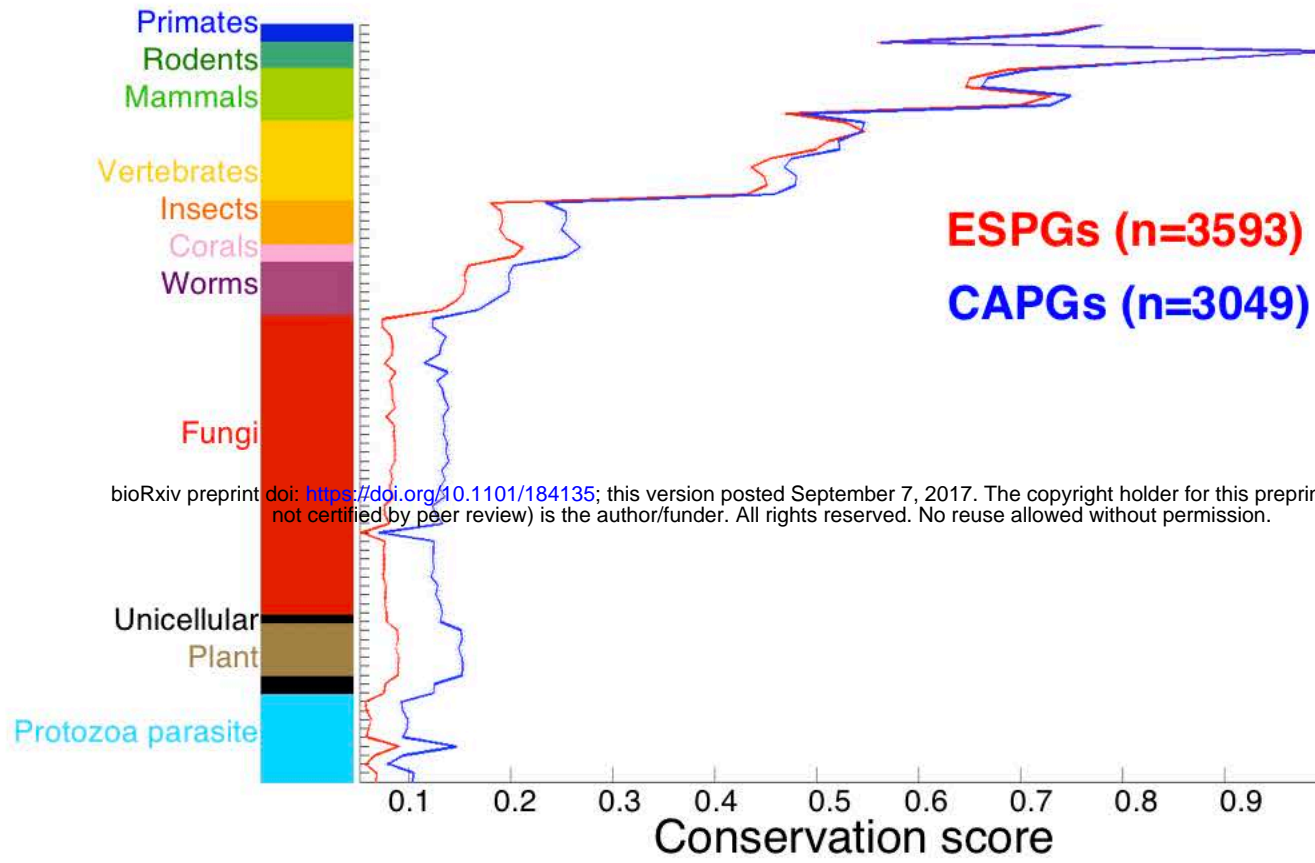 Primates
Rodents
Mammals
Vertebrates
Insects
Corals
Worms
Fungi
Unicellular
Plant
Protozoa parasite
ESPGs (n=3593)
CAPGs (n=3049)
bioRxiv preprint doi: https://doi.org/10.1101/184135; this version posted September 7, 2017. The copyright holder for this preprin
not certified by peer review) is the author/funder. All rights reserved. No reuse allowed without permission.
0.1 0.2 0.3 0.4 0.5 0.6 0.7 0.8 0.9
Conservation score